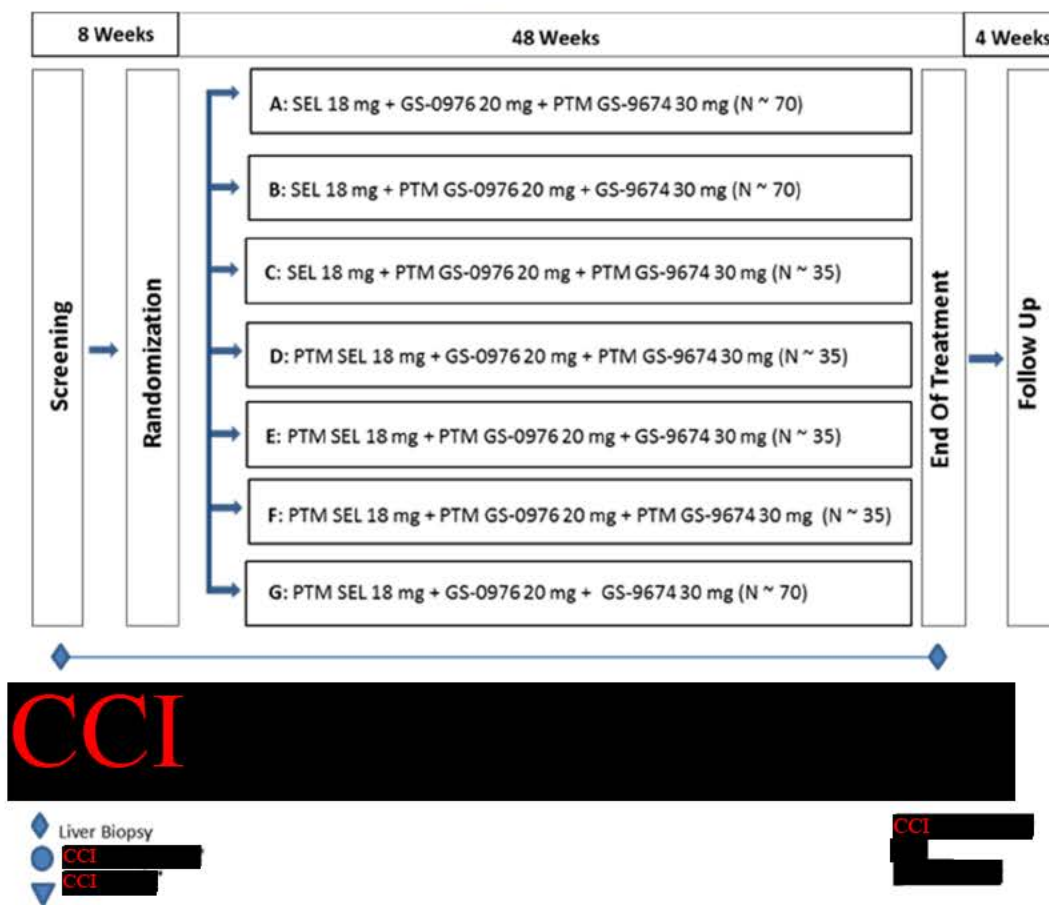 8 Weeks
48 Weeks
4 Weeks
Screening
Randomization
A: SEL 18 mg + GS-0976 20 mg + PTM GS-9674 30 mg (N ~ 70)
B: SEL 18 mg + PTM GS-0976 20 mg + GS-9674 30 mg (N ~ 70)
C: SEL 18 mg + PTM GS-0976 20 mg + PTM GS-9674 30 mg (N ~ 35)
D: PTM SEL 18 mg + GS-0976 20 mg + PTM GS-9674 30 mg (N ~ 35)
E: PTM SEL 18 mg + PTM GS-0976 20 mg + GS-9674 30 mg (N ~ 35)
F: PTM SEL 18 mg + PTM GS-0976 20 mg + PTM GS-9674 30 mg (N ~ 35)
G: PTM SEL 18 mg + GS-0976 20 mg + GS-9674 30 mg (N ~ 70)
End Of Treatment
Follow Up
CCI
Liver Biopsy
CCI
CCI
CCI